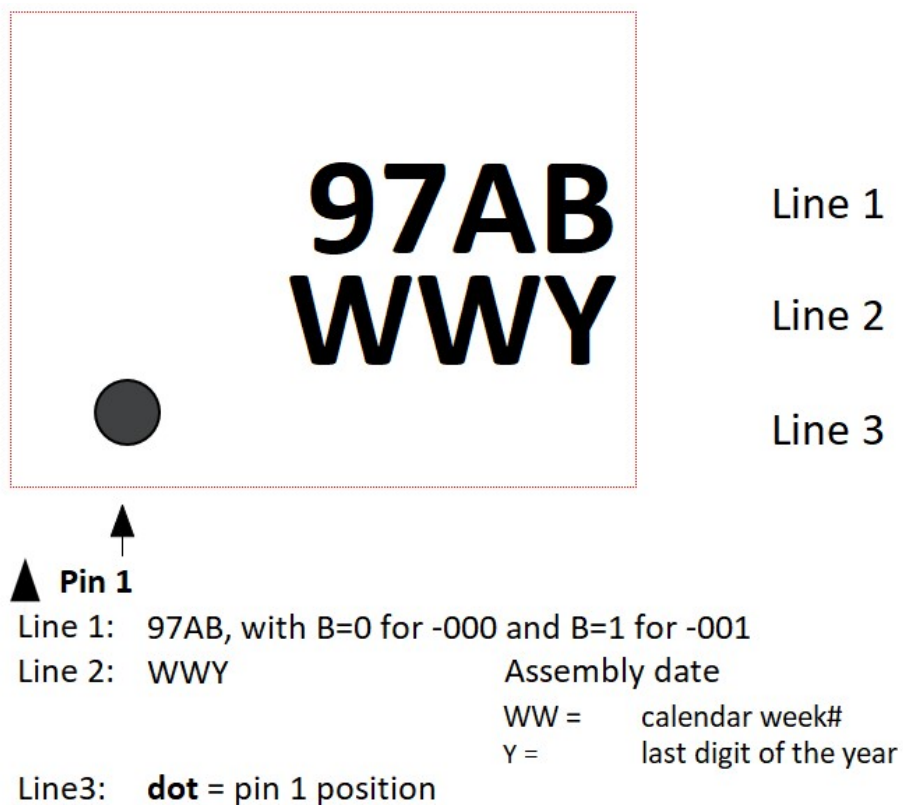 97AB
Line 1
WWY
Line 2
Line 3
Pin 1
Line 1: 97AB, with B=0 for -000 and B=1 for -001
Line 2: WWY Assembly date
WW = calendar week#
Y = last digit of the year
Line3: dot = pin 1 position